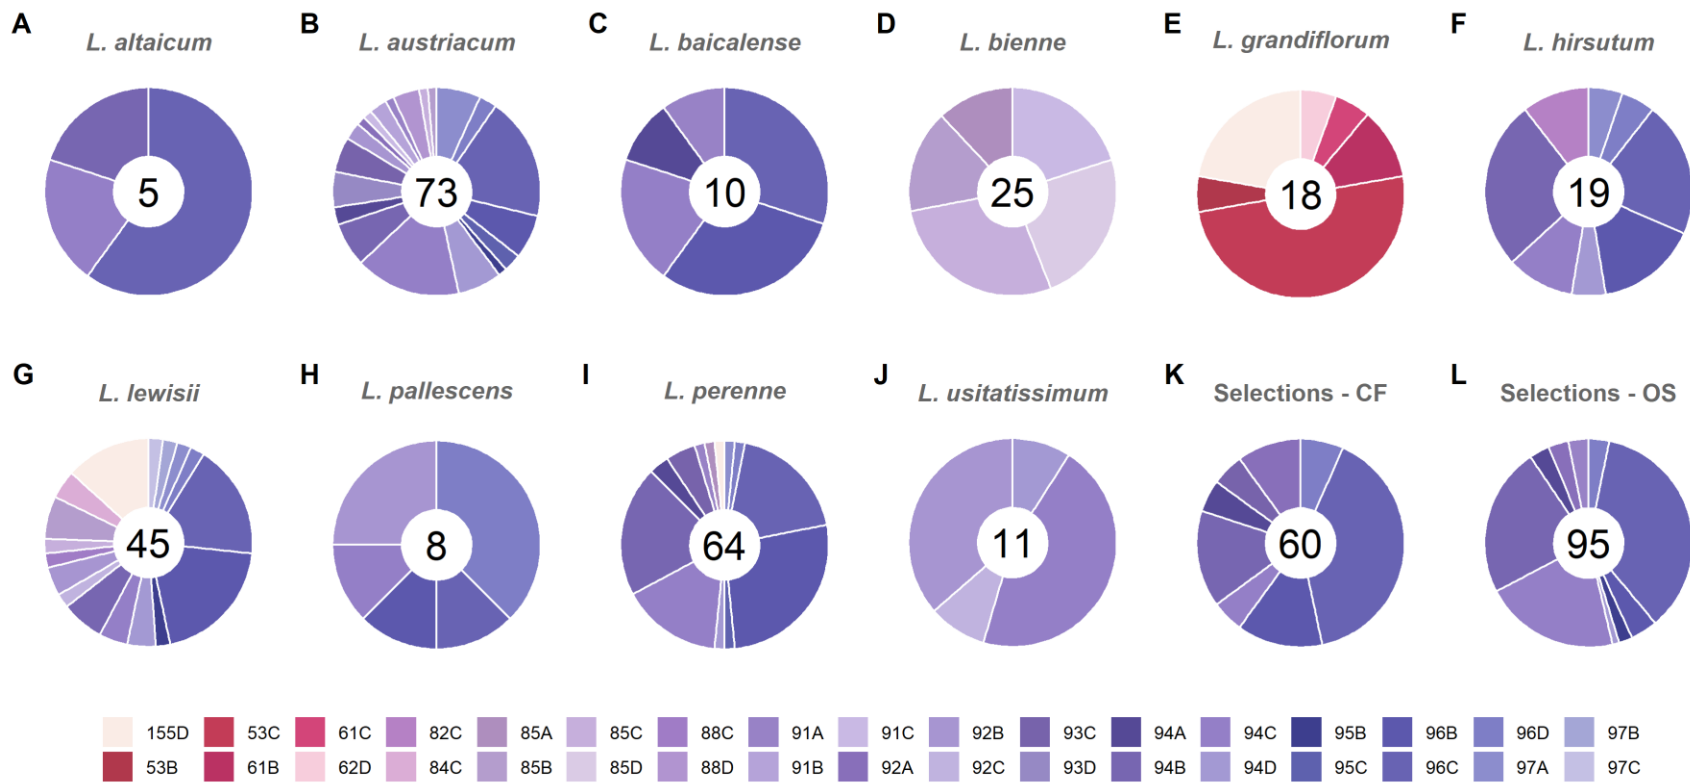 A L. altaicum B L. austriacum C L. baicalense D L. bienne E L. grandiflorum F L. hirsutum
5 73 10 25 18 19
G L. lewisii H L. pallescens I L. perenne J L. usitatissimum K Selections - CF L Selections - OS
45 8 64 11 60 95
155D 53C 61C 82C 85A 85C 88C 91A 91C 92B 93C 94A 94C 95B 96B 96D 97B
53B 61B 62D 84C 85B 85D 88D 91B 92A 92C 93D 94B 94D 95C 96C 97A 97C